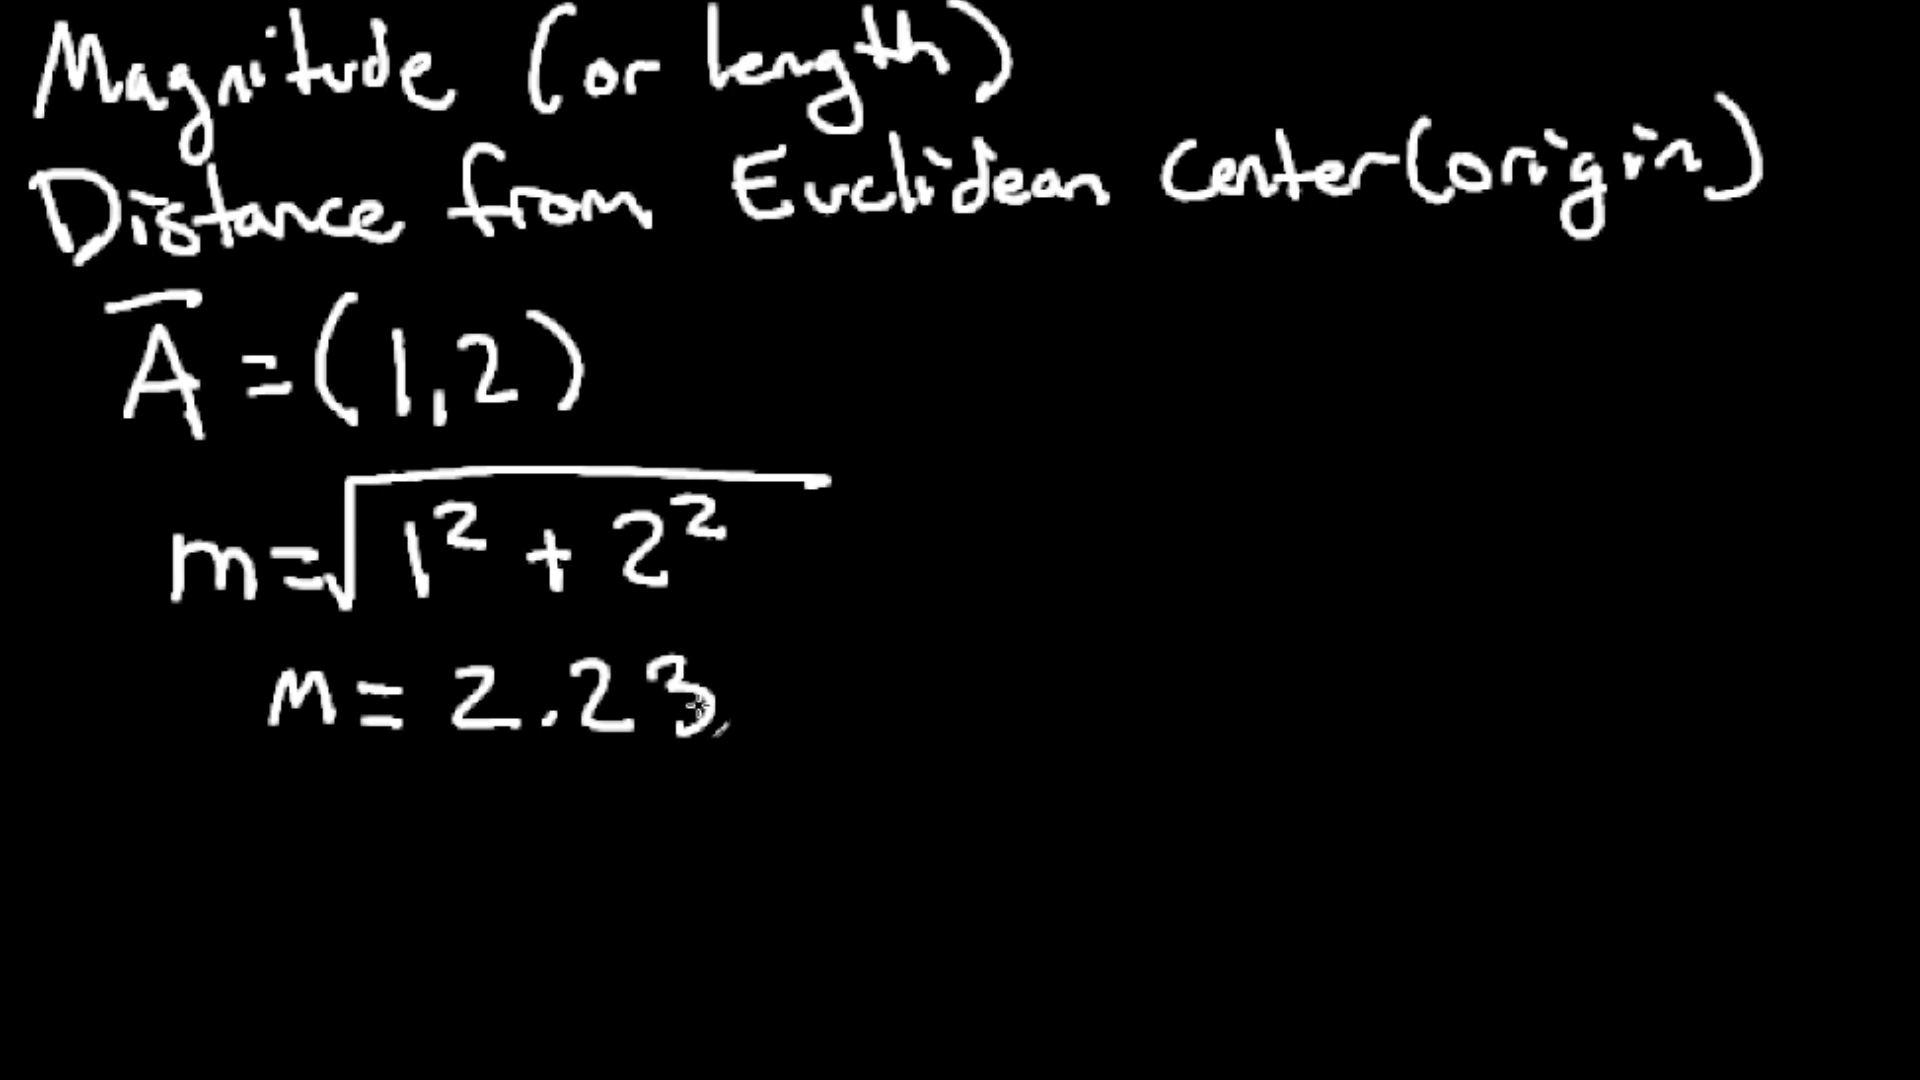 Magnitude (or length)
Distance from Euclidean center (origin)
A̅ = (1,2)
m=√1² + 2²
m = 2.23